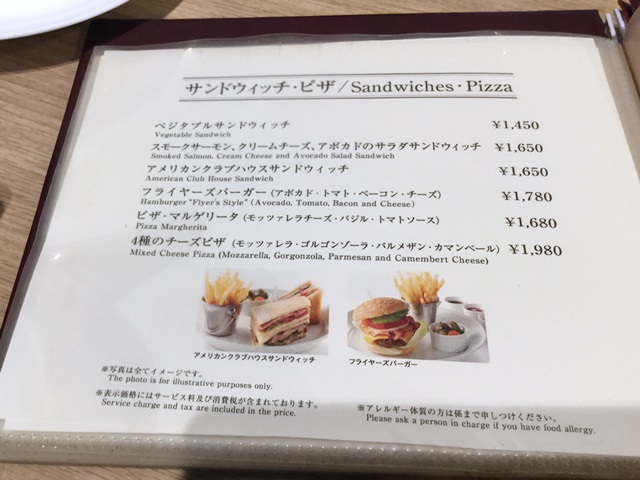 サンドウィッチ・ピザ/Sandwiches・Pizza
ベジタブルサンドウィッチ ¥1,450
Vegetable Sandwich
スモークサーモン、クリームチーズ、アボカドのサラダサンドウィッチ ¥1,650
Smoked Salmon, Cream Cheese and Avocado Salad Sandwich
アメリカンクラブハウスサンドウィッチ ¥1,650
American Club House Sandwich
フライヤーズバーガー(アボカド・トマト・ベーコン・チーズ) ¥1,780
Hamburger "Flyer's Style" (Avocado, Tomato, Bacon and Cheese)
ピザ・マルゲリータ(モッツァレラチーズ・バジル・トマトソース) ¥1,680
Pizza Margherita
4種のチーズピザ(モッツァレラ・ゴルゴンゾーラ・パルメザン・カマンベール) ¥1,980
Mixed Cheese Pizza (Mozzarella, Gorgonzola, Parmesan and Camembert Cheese)
アメリカンクラブハウスサンドウィッチ
フライヤーズバーガー
※写真は全てイメージです。
The photo is for illustrative purposes only.
※表示価格にはサービス料及び消費税が含まれております。
Service charge and tax are included in the price.
※アレルギー体質の方は係まで申しつけください。
Please ask a person in charge if you have food allergy.